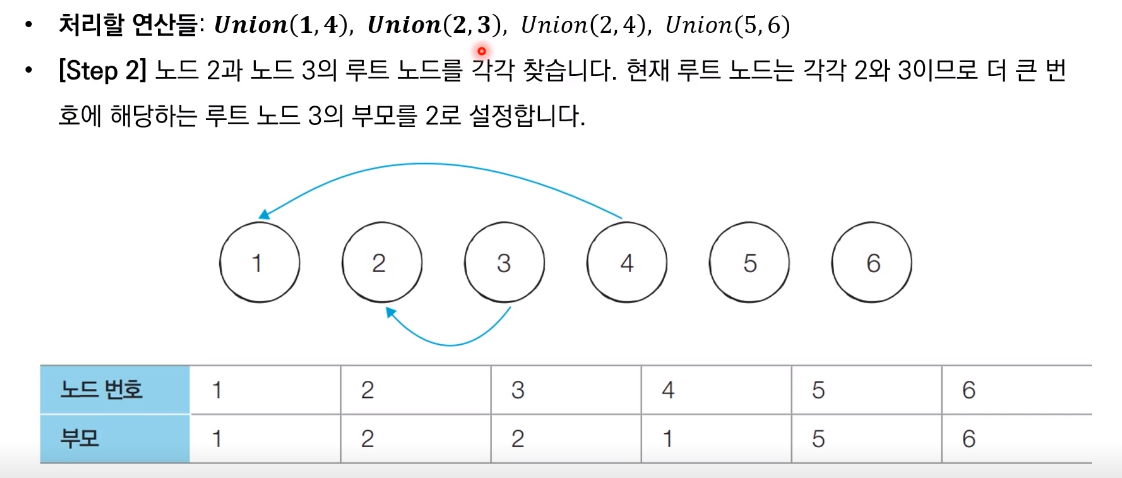 • 처리할 연산들: Union(1,4), Union(2,3), Union(2,4), Union(5,6)
• [Step 2] 노드 2과 노드 3의 루트 노드를 각각 찾습니다. 현재 루트 노드는 각각 2와 3이므로 더 큰 번
호에 해당하는 루트 노드 3의 부모를 2로 설정합니다.
1 2 3 4 5 6
노드 번호 1 2 3 4 5 6
부모 1 2 2 1 5 6